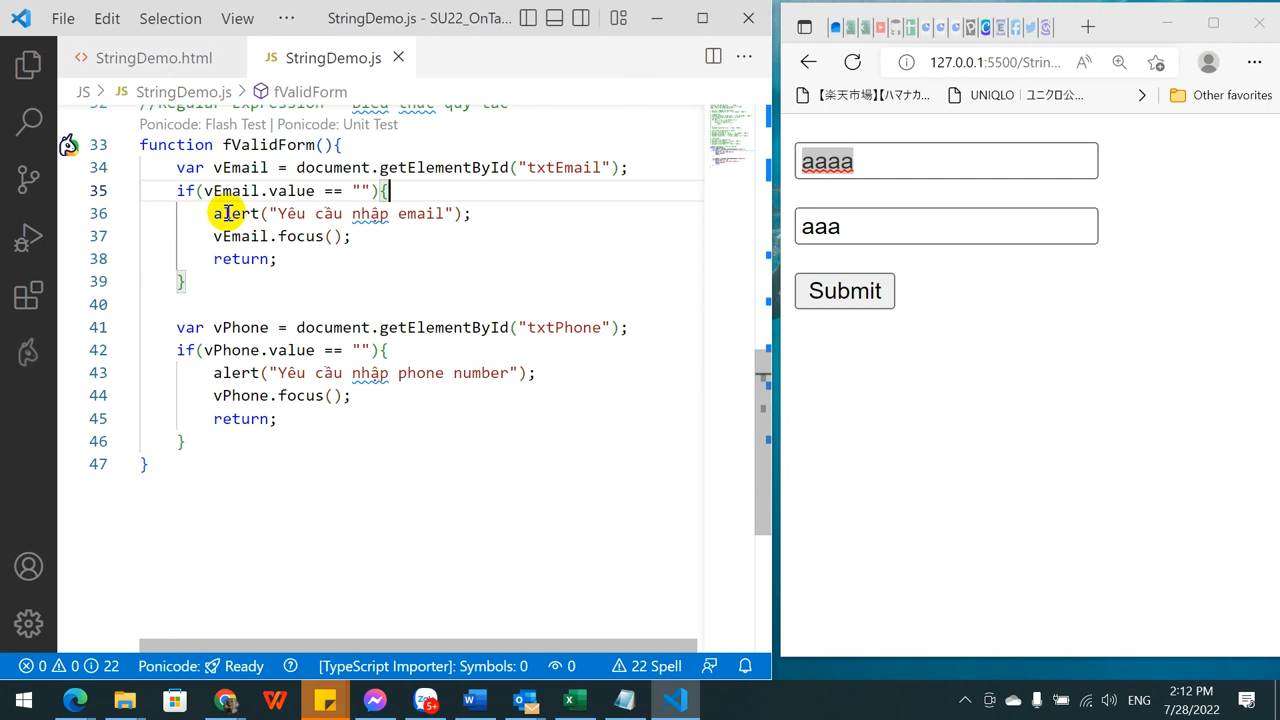 File Edit Selection View ··· StringDemo.js - SU22_OnTa...
StringDemo.html JS StringDemo.js
JS > StringDemo.js > fValidForm
Ponicode: Flash Test | Ponicode: Unit Test
33 function fValidForm(){
34 var vEmail = document.getElementById("txtEmail");
35 if(vEmail.value == ""){
36 alert("Yêu cầu nhập email");
37 vEmail.focus();
38 return;
39 }
40
41 var vPhone = document.getElementById("txtPhone");
42 if(vPhone.value == ""){
43 alert("Yêu cầu nhập phone number");
44 vPhone.focus();
45 return;
46 }
47 }
0 0 22 Ponicode: Ready [TypeScript Importer]: Symbols: 0 0 22 Spell
127.0.0.1:5500/Strin...
【楽天市場】【ハマナカ... UNIQLO | ユニクロ公... Other favorites
aaaa
aaa
Submit
ENG
2:12 PM
7/28/2022